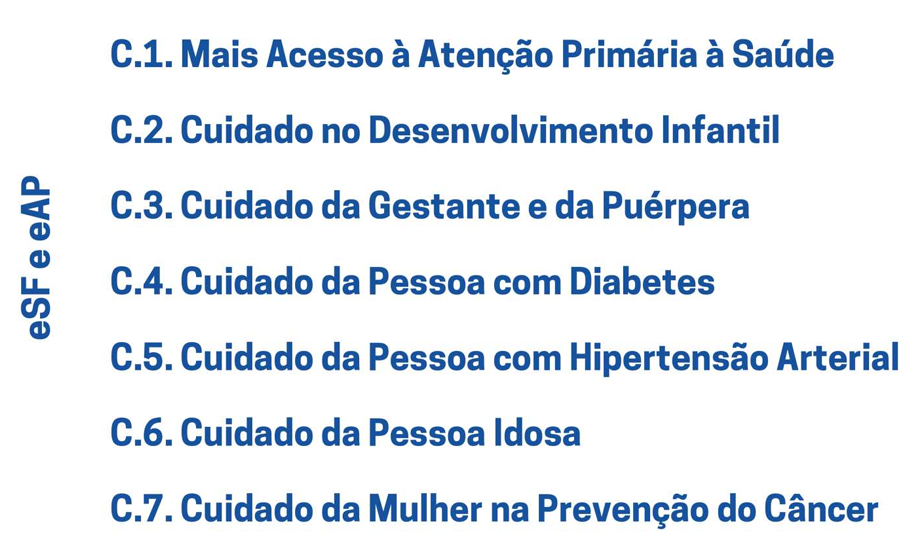 eSF e eAP
C.1. Mais Acesso à Atenção Primária à Saúde
C.2. Cuidado no Desenvolvimento Infantil
C.3. Cuidado da Gestante e da Puérpera
C.4. Cuidado da Pessoa com Diabetes
C.5. Cuidado da Pessoa com Hipertensão Arterial
C.6. Cuidado da Pessoa Idosa
C.7. Cuidado da Mulher na Prevenção do Câncer